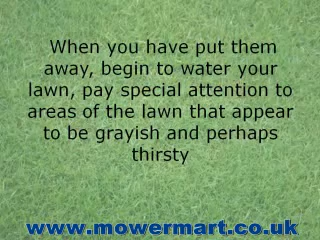 When you have put them
away, begin to water your
lawn, pay special attention to
areas of the lawn that appear
to be grayish and perhaps
thirsty
www.mowermart.co.uk